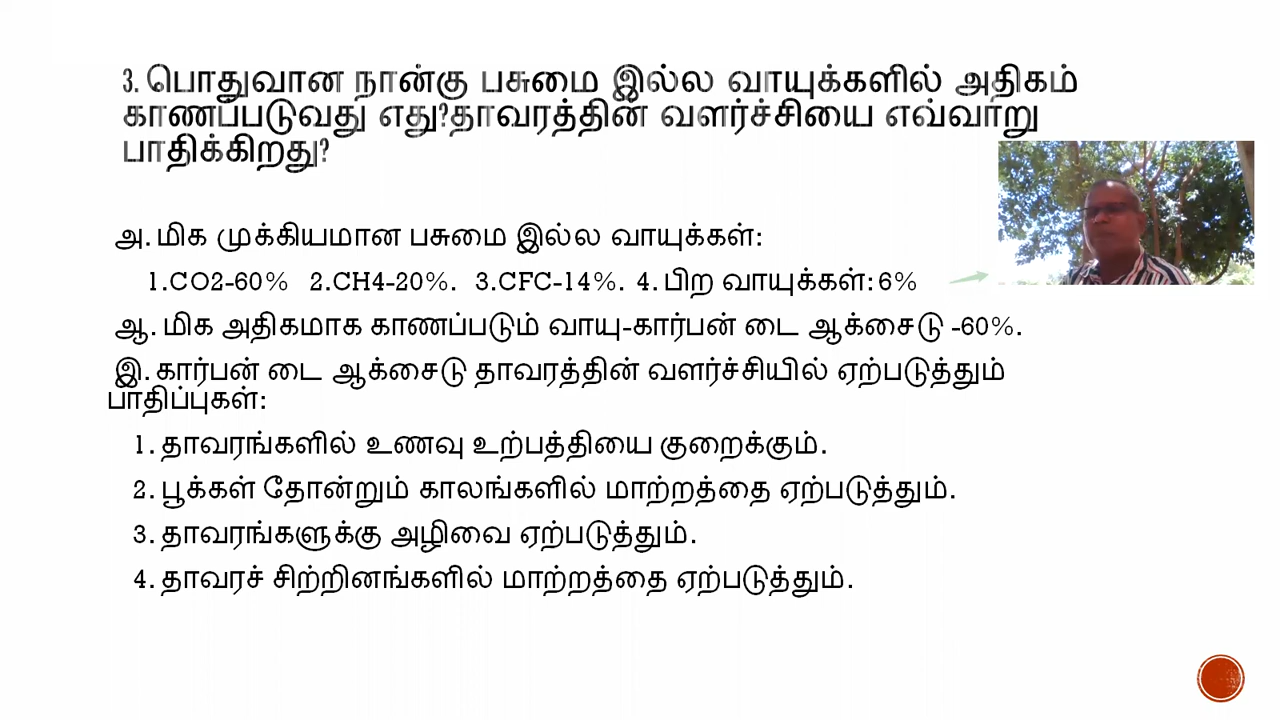 3. பொதுவான நான்கு பசுமை இல்ல வாயுக்களில் அதிகம்
காணப்படுவது எது?தாவரத்தின் வளர்ச்சியை எவ்வாறு
பாதிக்கிறது?
அ. மிக முக்கியமான பசுமை இல்ல வாயுக்கள்:
1.CO2-60% 2.CH4-20%. 3.CFC-14%. 4. பிற வாயுக்கள்: 6%
ஆ. மிக அதிகமாக காணப்படும் வாயு-கார்பன் டை ஆக்சைடு -60%.
இ. கார்பன் டை ஆக்சைடு தாவரத்தின் வளர்ச்சியில் ஏற்படுத்தும்
பாதிப்புகள்:
1. தாவரங்களில் உணவு உற்பத்தியை குறைக்கும்.
2. பூக்கள் தோன்றும் காலங்களில் மாற்றத்தை ஏற்படுத்தும்.
3. தாவரங்களுக்கு அழிவை ஏற்படுத்தும்.
4. தாவரச் சிற்றினங்களில் மாற்றத்தை ஏற்படுத்தும்.